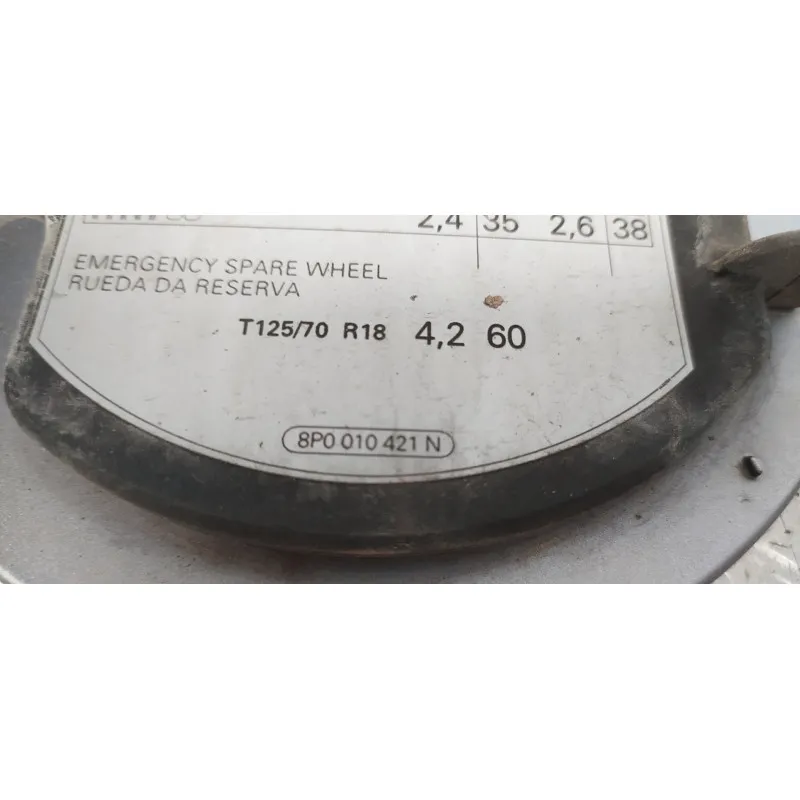 2,4 35 2,6 38
EMERGENCY SPARE WHEEL
RUEDA DA RESERVA
T125/70 R18 4,2 60
8P0 010 421 N